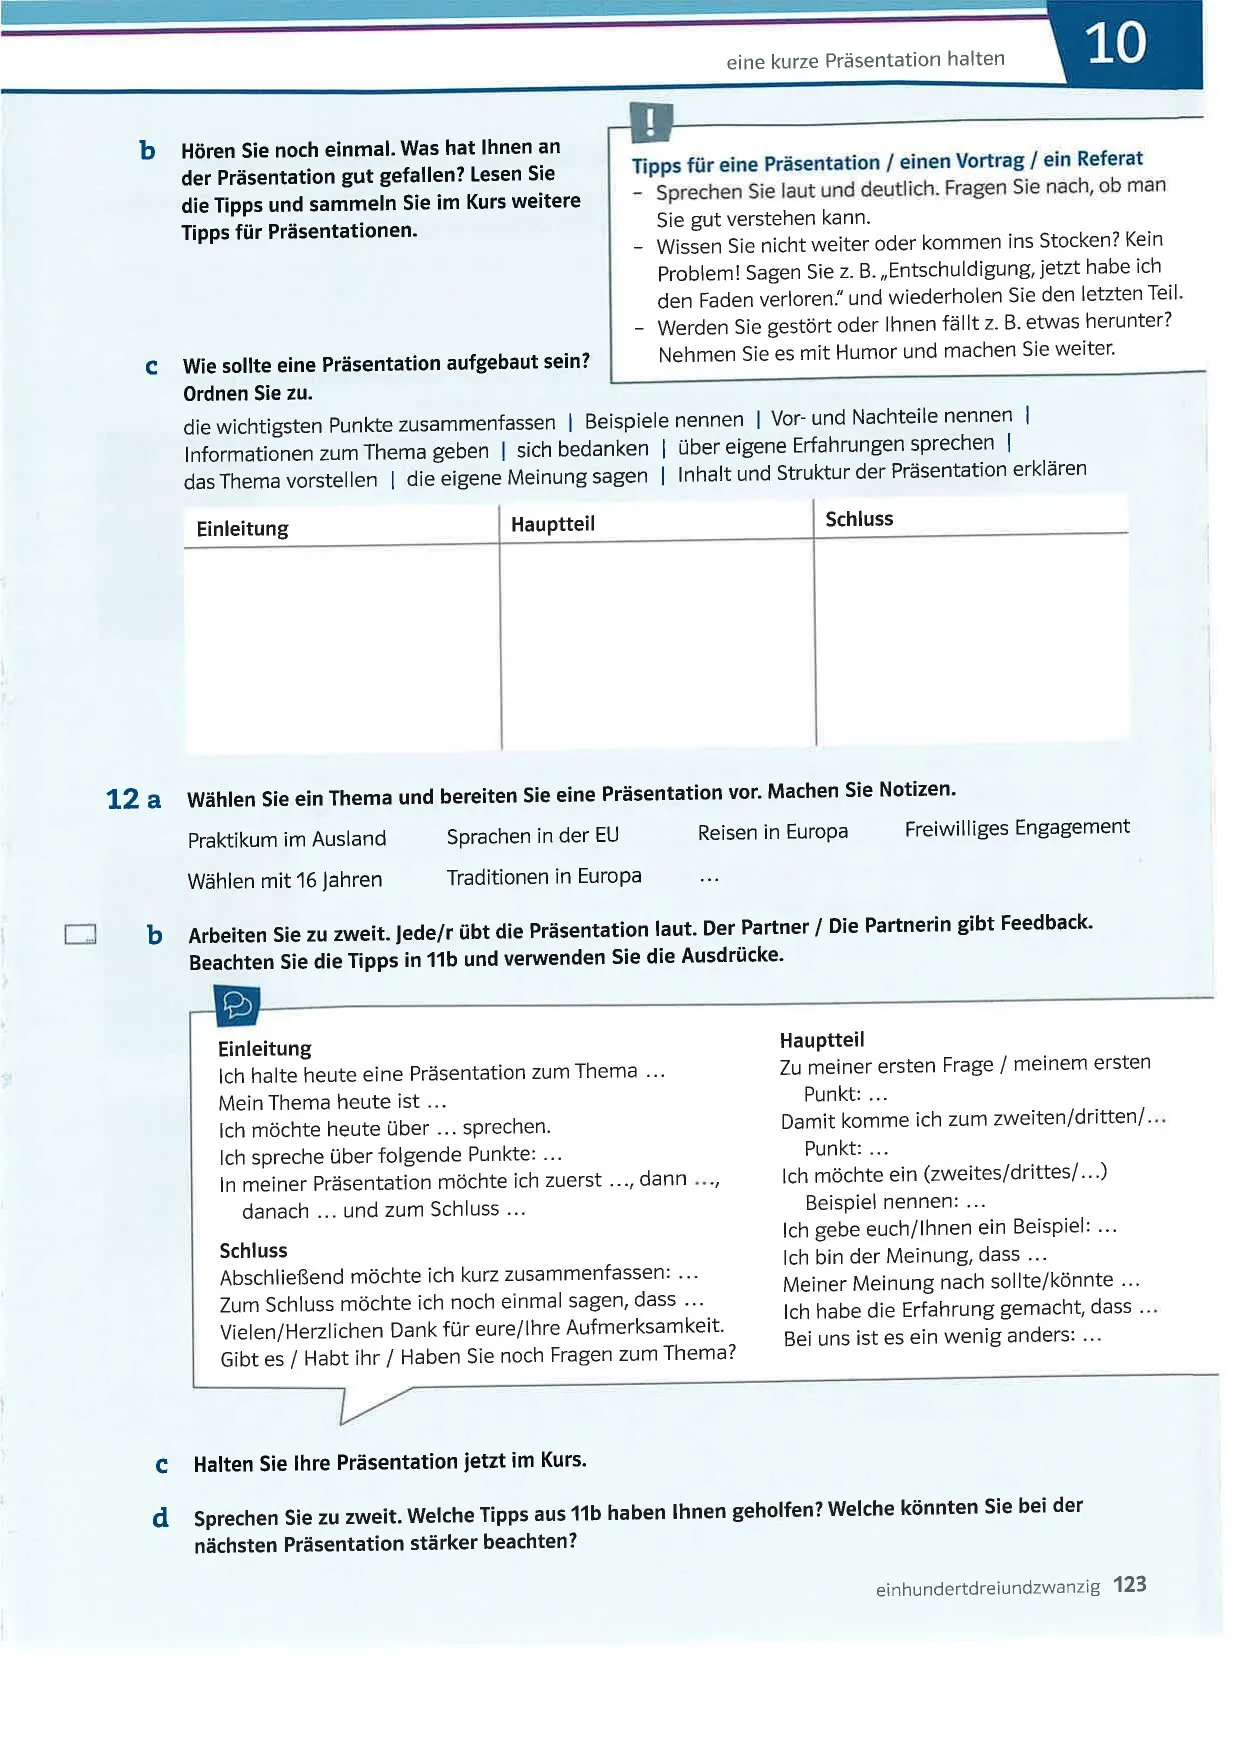 eine kurze Präsentation halten
10
b Hören Sie noch einmal. Was hat Ihnen an
der Präsentation gut gefallen? Lesen Sie
die Tipps und sammeln Sie im Kurs weitere
Tipps für Präsentationen.
!
Tipps für eine Präsentation / einen Vortrag / ein Referat
– Sprechen Sie laut und deutlich. Fragen Sie nach, ob man
Sie gut verstehen kann.
– Wissen Sie nicht weiter oder kommen ins Stocken? Kein
Problem! Sagen Sie z. B. „Entschuldigung, jetzt habe ich
den Faden verloren.“ und wiederholen Sie den letzten Teil.
– Werden Sie gestört oder Ihnen fällt z. B. etwas herunter?
Nehmen Sie es mit Humor und machen Sie weiter.
c Wie sollte eine Präsentation aufgebaut sein?
Ordnen Sie zu.
die wichtigsten Punkte zusammenfassen | Beispiele nennen | Vor- und Nachteile nennen |
Informationen zum Thema geben | sich bedanken | über eigene Erfahrungen sprechen |
das Thema vorstellen | die eigene Meinung sagen | Inhalt und Struktur der Präsentation erklären
Einleitung Hauptteil Schluss
12 a Wählen Sie ein Thema und bereiten Sie eine Präsentation vor. Machen Sie Notizen.
Praktikum im Ausland Sprachen in der EU Reisen in Europa Freiwilliges Engagement
Wählen mit 16 Jahren Traditionen in Europa ...
b Arbeiten Sie zu zweit. Jede/r übt die Präsentation laut. Der Partner / Die Partnerin gibt Feedback.
Beachten Sie die Tipps in 11b und verwenden Sie die Ausdrücke.
Einleitung
Ich halte heute eine Präsentation zum Thema ...
Mein Thema heute ist ...
Ich möchte heute über ... sprechen.
Ich spreche über folgende Punkte: ...
In meiner Präsentation möchte ich zuerst ..., dann ...,
danach ... und zum Schluss ...
Schluss
Abschließend möchte ich kurz zusammenfassen: ...
Zum Schluss möchte ich noch einmal sagen, dass ...
Vielen/Herzlichen Dank für eure/Ihre Aufmerksamkeit.
Gibt es / Habt ihr / Haben Sie noch Fragen zum Thema?
Hauptteil
Zu meiner ersten Frage / meinem ersten
Punkt: ...
Damit komme ich zum zweiten/dritten/...
Punkt: ...
Ich möchte ein (zweites/drittes/...)
Beispiel nennen: ...
Ich gebe euch/Ihnen ein Beispiel: ...
Ich bin der Meinung, dass ...
Meiner Meinung nach sollte/könnte ...
Ich habe die Erfahrung gemacht, dass ...
Bei uns ist es ein wenig anders: ...
c Halten Sie Ihre Präsentation jetzt im Kurs.
d Sprechen Sie zu zweit. Welche Tipps aus 11b haben Ihnen geholfen? Welche könnten Sie bei der
nächsten Präsentation stärker beachten?
einhundertdreiundzwanzig 123